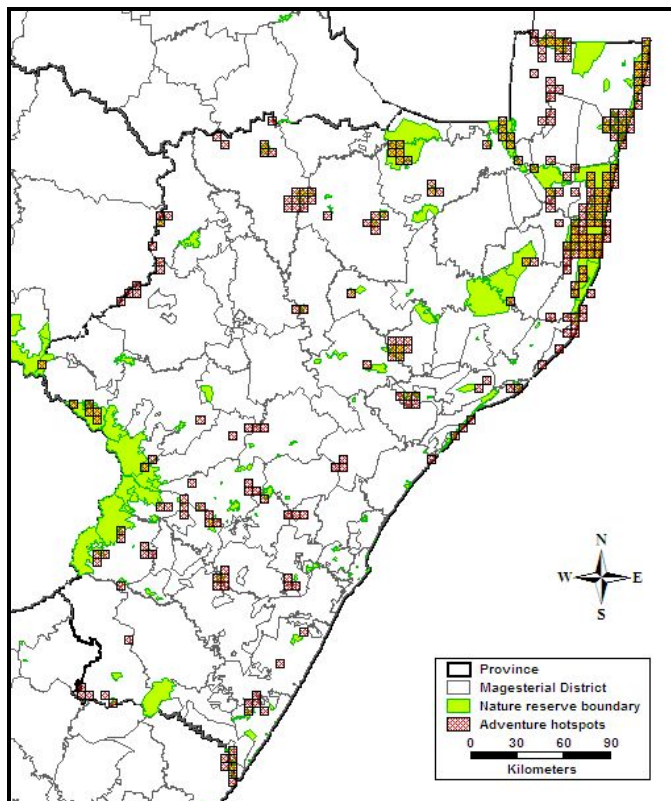 N
W E
S
Province
Magesterial District
Nature reserve boundary
Adventure hotspots
0 30 60 90
Kilometers